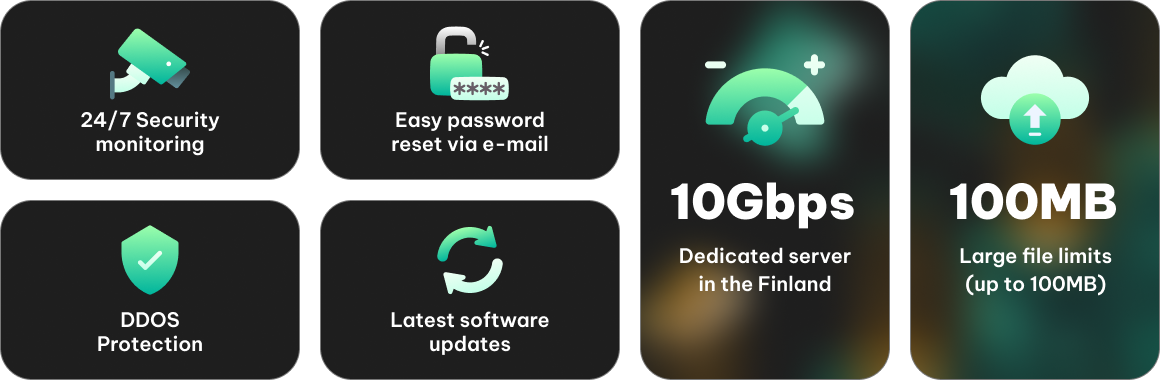 24/7 Security
monitoring
****
Easy password
reset via e-mail
DDOS
Protection
Latest software
updates
10Gbps
Dedicated server
in the Finland
100MB
Large file limits
(up to 100MB)